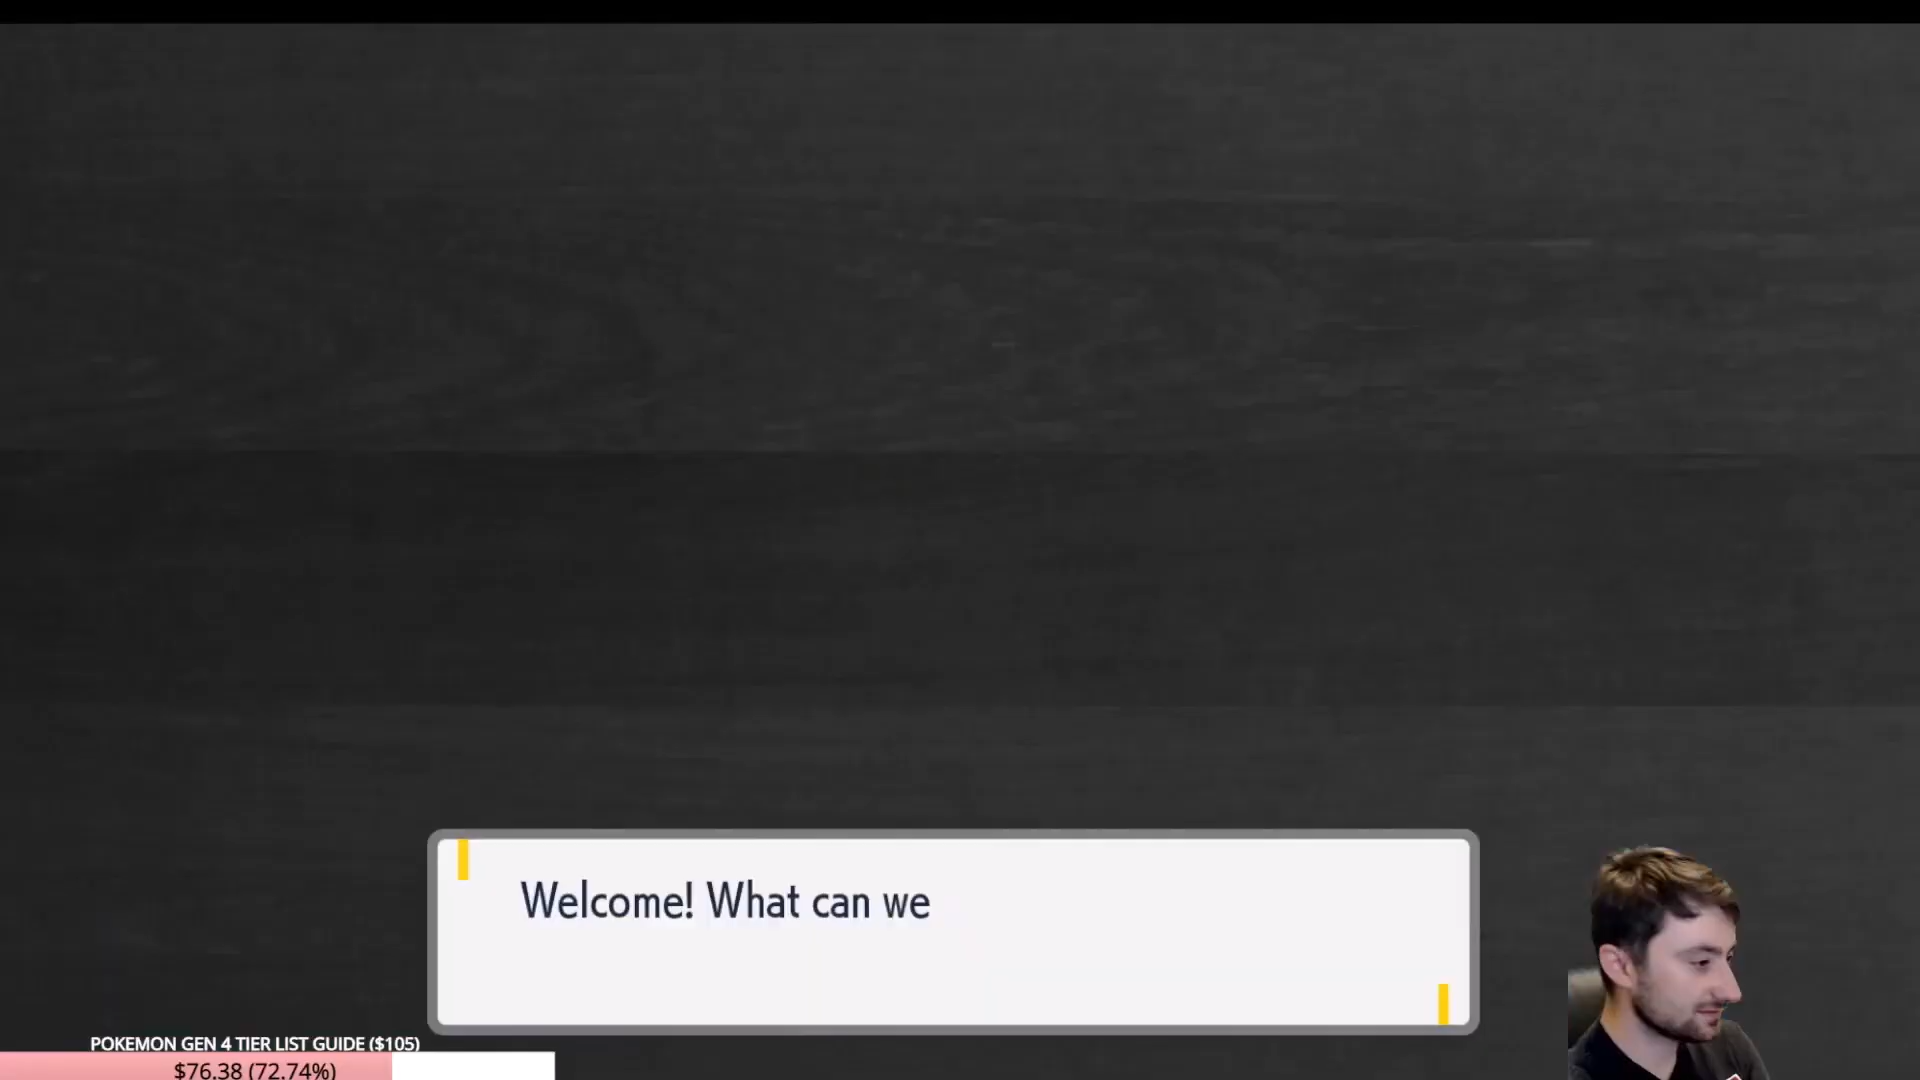 Welcome! What can we
POKEMON GEN 4 TIER LIST GUIDE ($105)
$76.38 (72.74%)